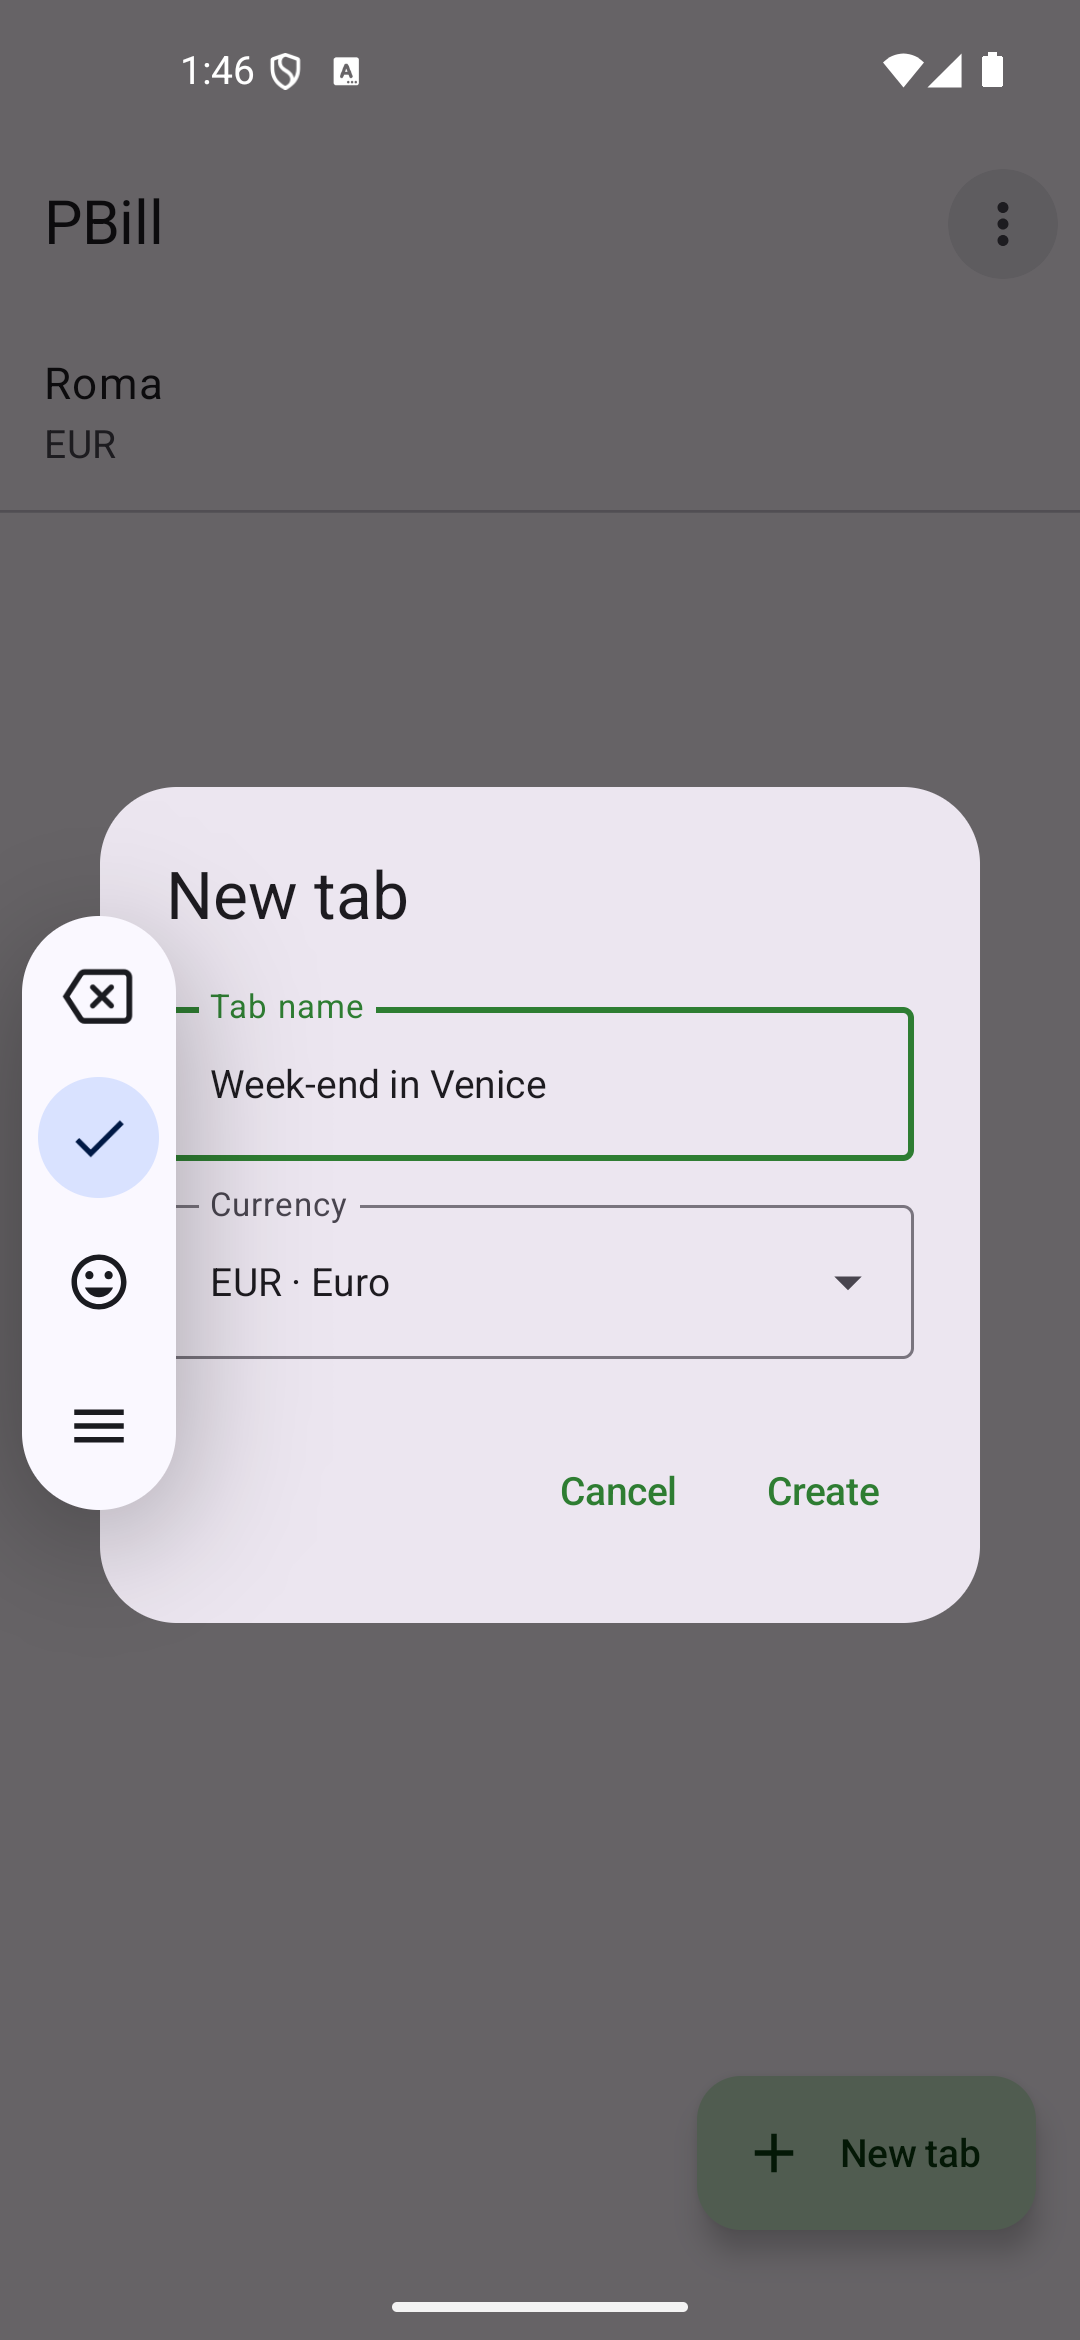 1:46
PBill
Roma
EUR
New tab
Tab name
Week-end in Venice
Currency
EUR · Euro
Cancel
Create
New tab